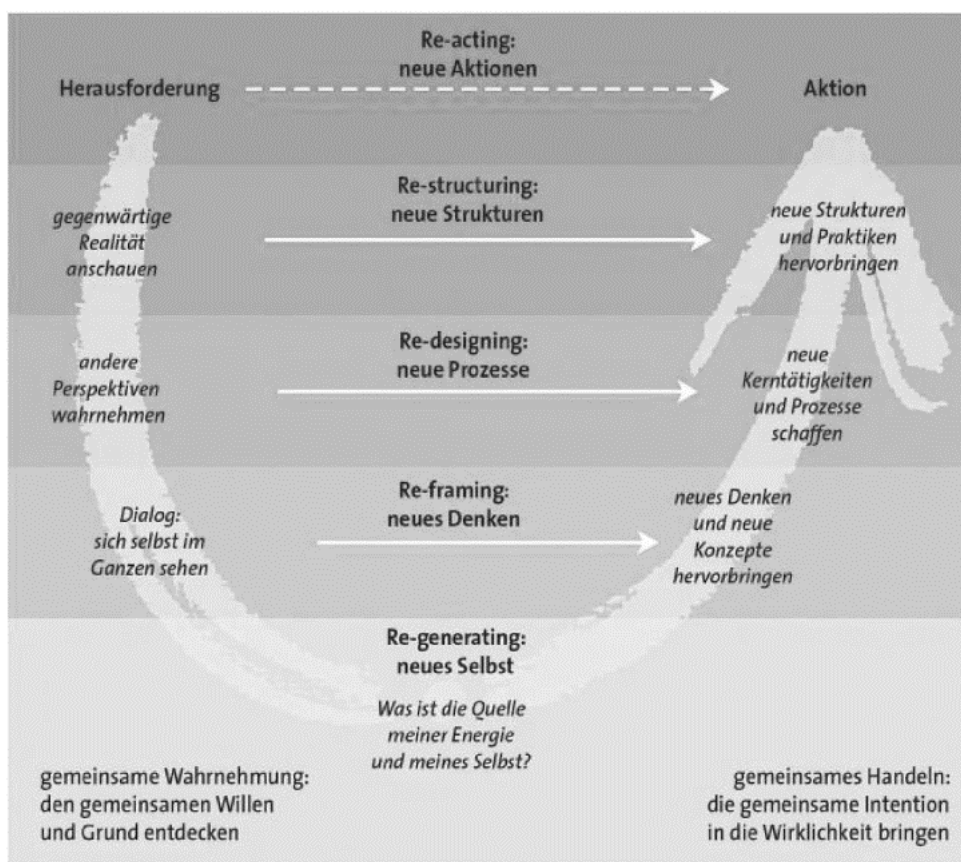 Re-acting:
neue Aktionen
Herausforderung
Aktion
Re-structuring:
neue Strukturen
gegenwärtige
Realität
anschauen
neue Strukturen
und Praktiken
hervorbringen
Re-designing:
neue Prozesse
andere
Perspektiven
wahrnehmen
neue
Kerntätigkeiten
und Prozesse
schaffen
Re-framing:
neues Denken
Dialog:
sich selbst im
Ganzen sehen
neues Denken
und neue
Konzepte
hervorbringen
Re-generating:
neues Selbst
Was ist die Quelle
meiner Energie
und meines Selbst?
gemeinsame Wahrnehmung:
den gemeinsamen Willen
und Grund entdecken
gemeinsames Handeln:
die gemeinsame Intention
in die Wirklichkeit bringen